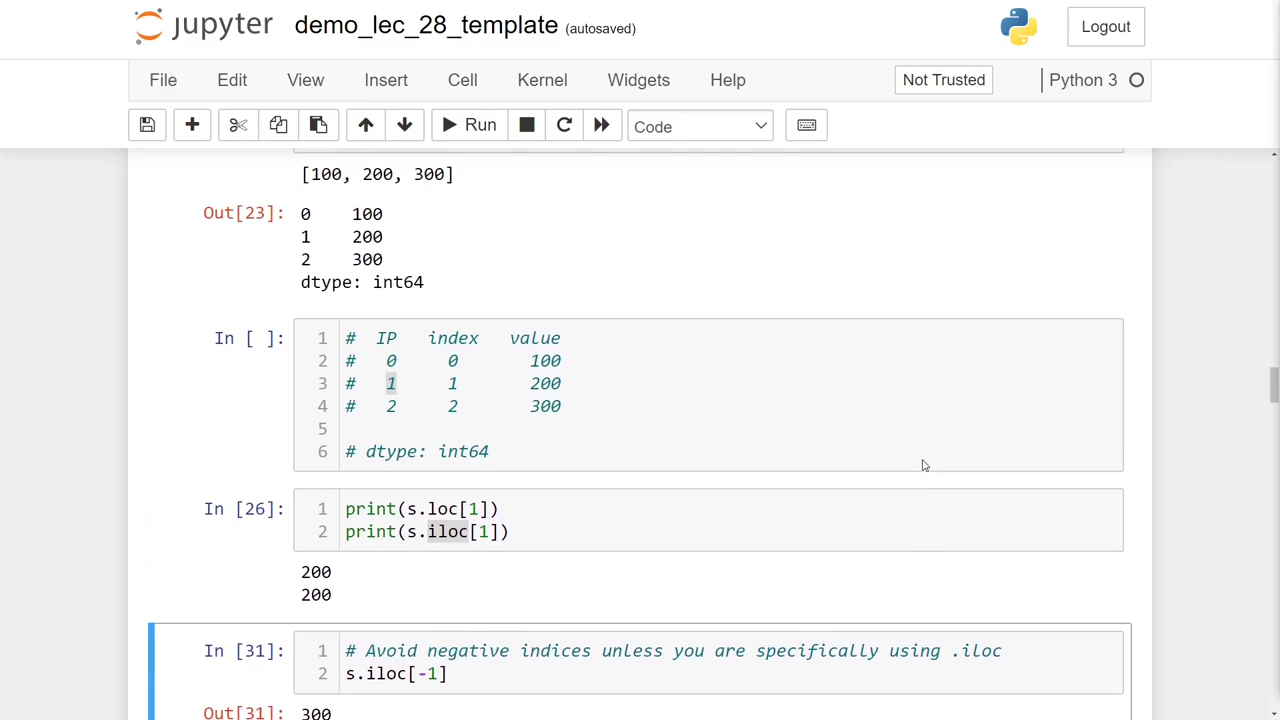 jupyter demo_lec_28_template (autosaved) Logout
File Edit View Insert Cell Kernel Widgets Help Not Trusted Python 3
Run Code
[100, 200, 300]
Out[23]: 0 100
1 200
2 300
dtype: int64
In [ ]: 1 # IP index value
2 # 0 0 100
3 # 1 1 200
4 # 2 2 300
5
6 # dtype: int64
In [26]: 1 print(s.loc[1])
2 print(s.iloc[1])
200
200
In [31]: 1 # Avoid negative indices unless you are specifically using .iloc
2 s.iloc[-1]
Out[31]: 300